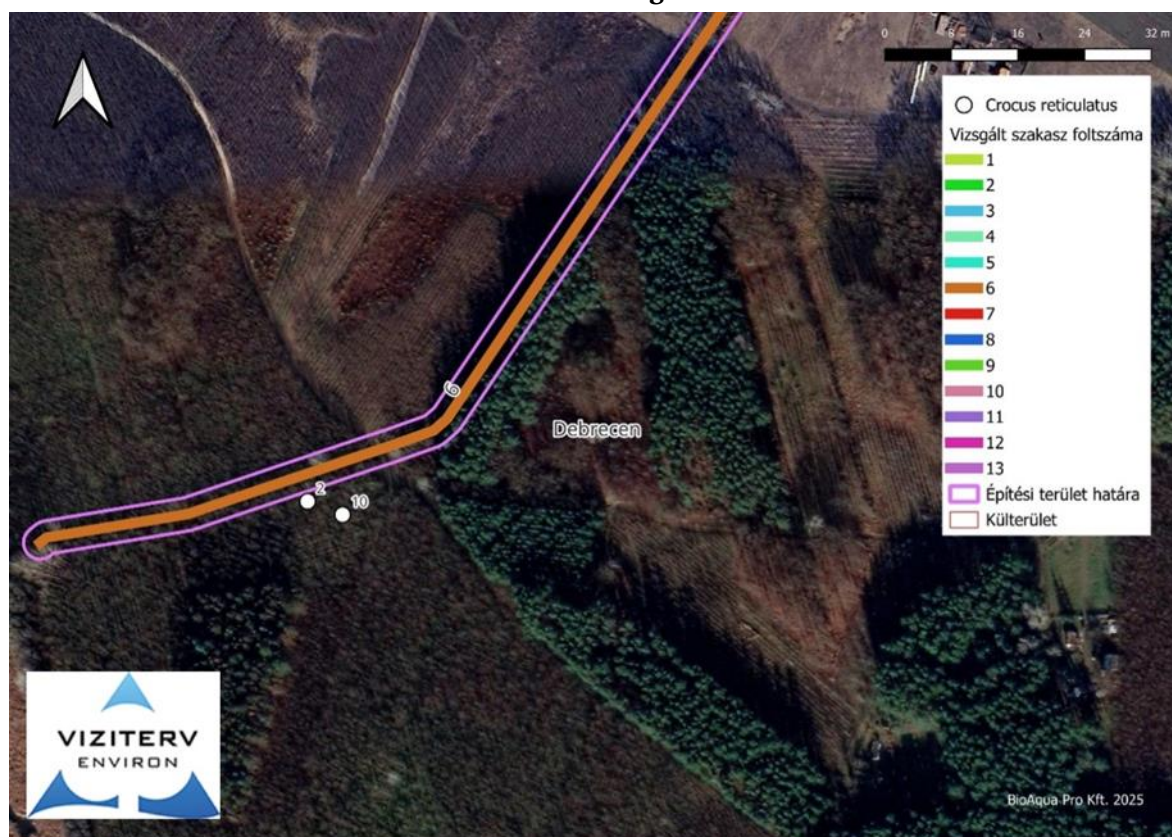 0 8 16 24 32 m
Crocus reticulatus
Vizsgált szakasz foltszáma
1
2
3
4
5
6
7
8
9
10
11
12
13
Építési terület határa
Külterület
6
Debrecen
2
10
VIZITERV
ENVIRON
BioAqua Pro Kft. 2025